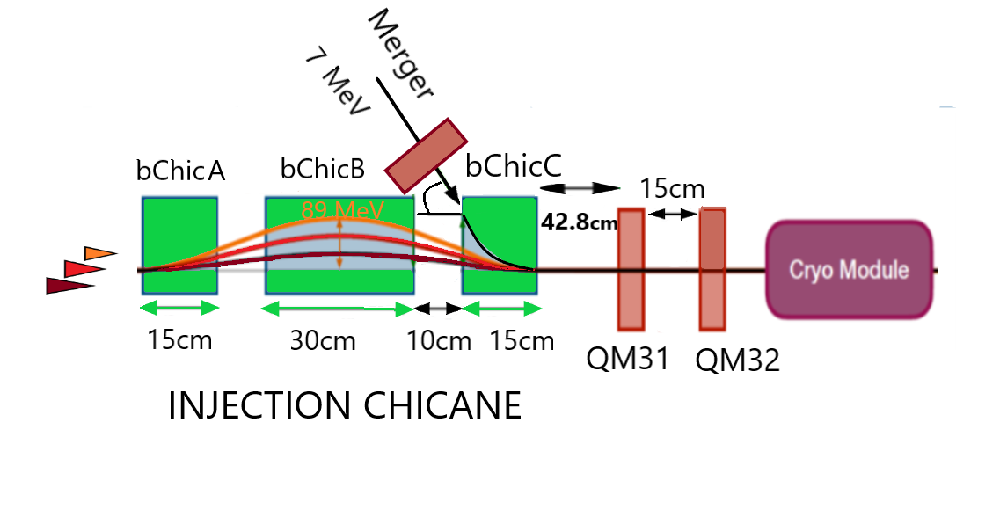 Merger
7 MeV
bChicA
bChicB
bChicC
89 MeV
15cm
42.8cm
Cryo Module
15cm
30cm
10cm
15cm
QM31
QM32
INJECTION CHICANE